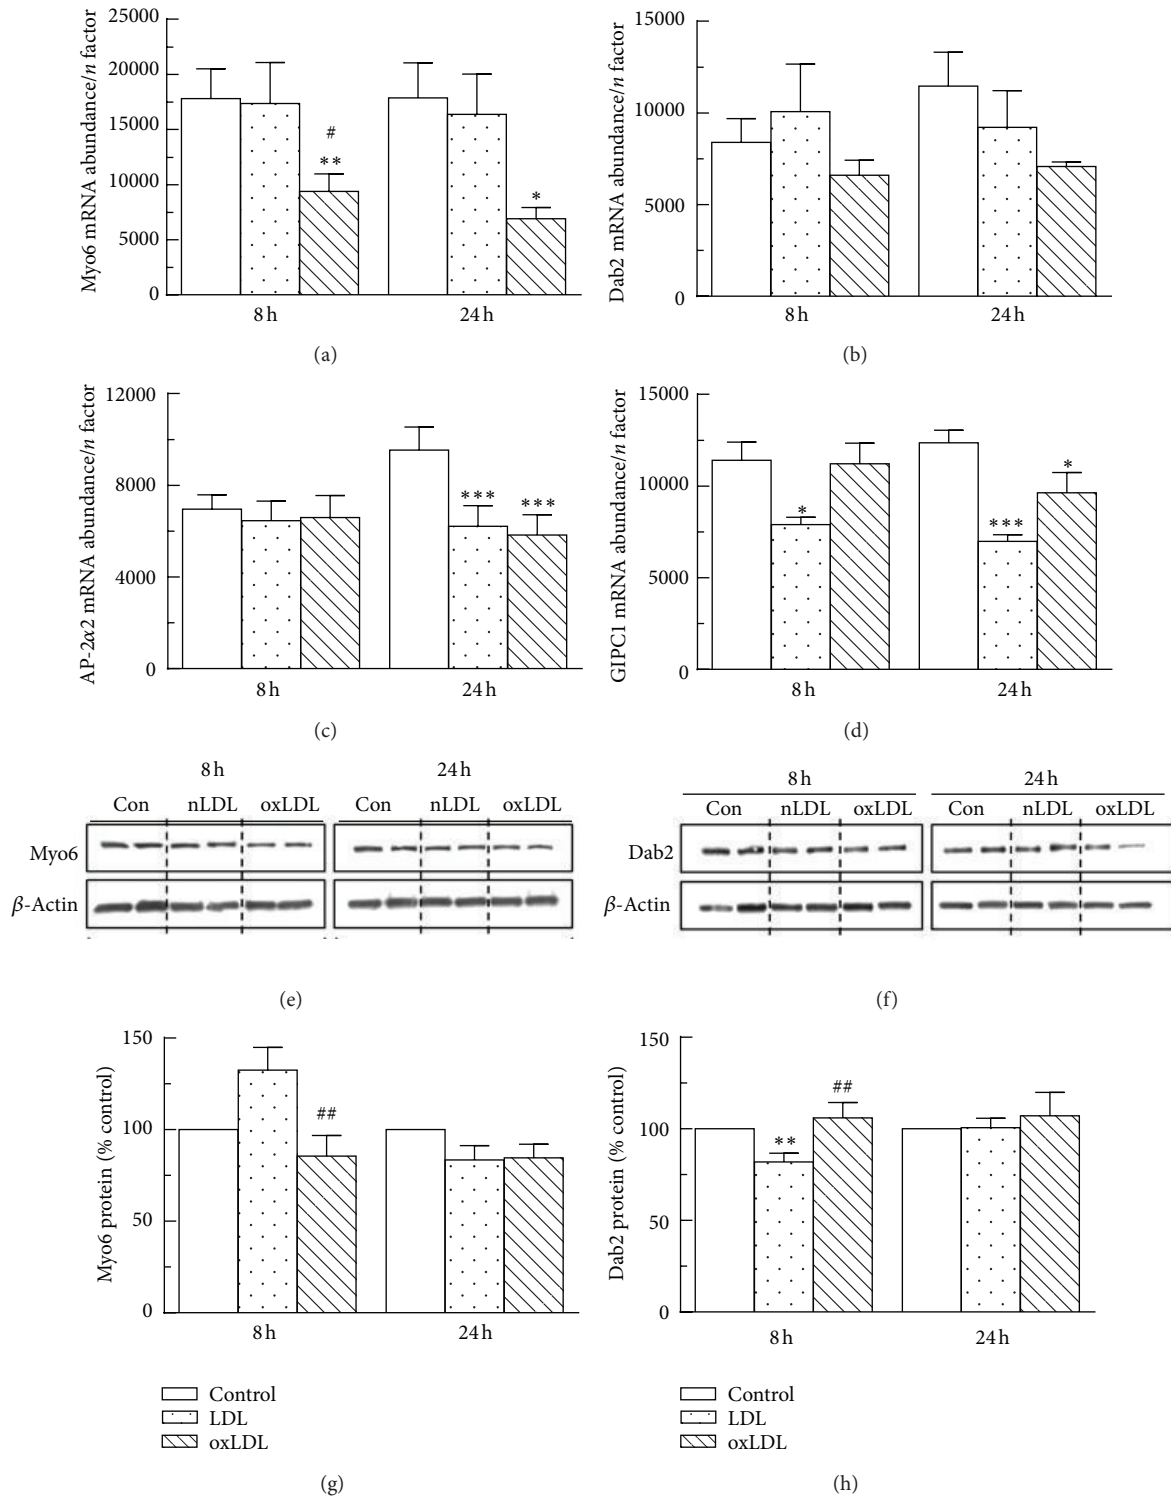 Myo6 mRNA abundance/n factor
25000
20000
15000
10000
5000
0
#
**
*
8 h
24 h
(a)
Dab2 mRNA abundance/n factor
15000
10000
5000
0
8 h
24 h
(b)
AP-2α2 mRNA abundance/n factor
12000
8000
4000
0
***
***
8 h
24 h
(c)
GIPC1 mRNA abundance/n factor
15000
10000
5000
0
*
***
*
8 h
24 h
(d)
8 h
24 h
Con nLDL oxLDL
Con nLDL oxLDL
Myo6
β-Actin
(e)
8 h
24 h
Con nLDL oxLDL
Con nLDL oxLDL
Dab2
β-Actin
(f)
Myo6 protein (% control)
150
100
50
0
##
8 h
24 h
Control
LDL
oxLDL
(g)
Dab2 protein (% control)
150
100
50
0
**
##
8 h
24 h
Control
LDL
oxLDL
(h)